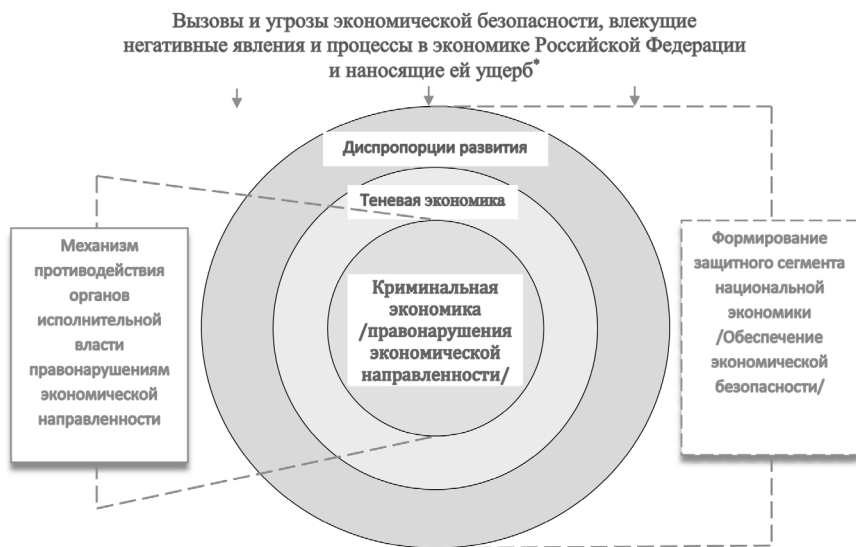 Вызовы и угрозы экономической безопасности, влекущие
негативные явления и процессы в экономике Российской Федерации
и наносящие ей ущерб*
Диспропорции развития
Теневая экономика
Криминальная
экономика
/правонарушения
экономической
направленности/
Механизм
противодействия
органов
исполнительной
власти
правонарушениям
экономической
направленности
Формирование
защитного сегмента
национальной
экономики
/Обеспечение
экономической
безопасности/